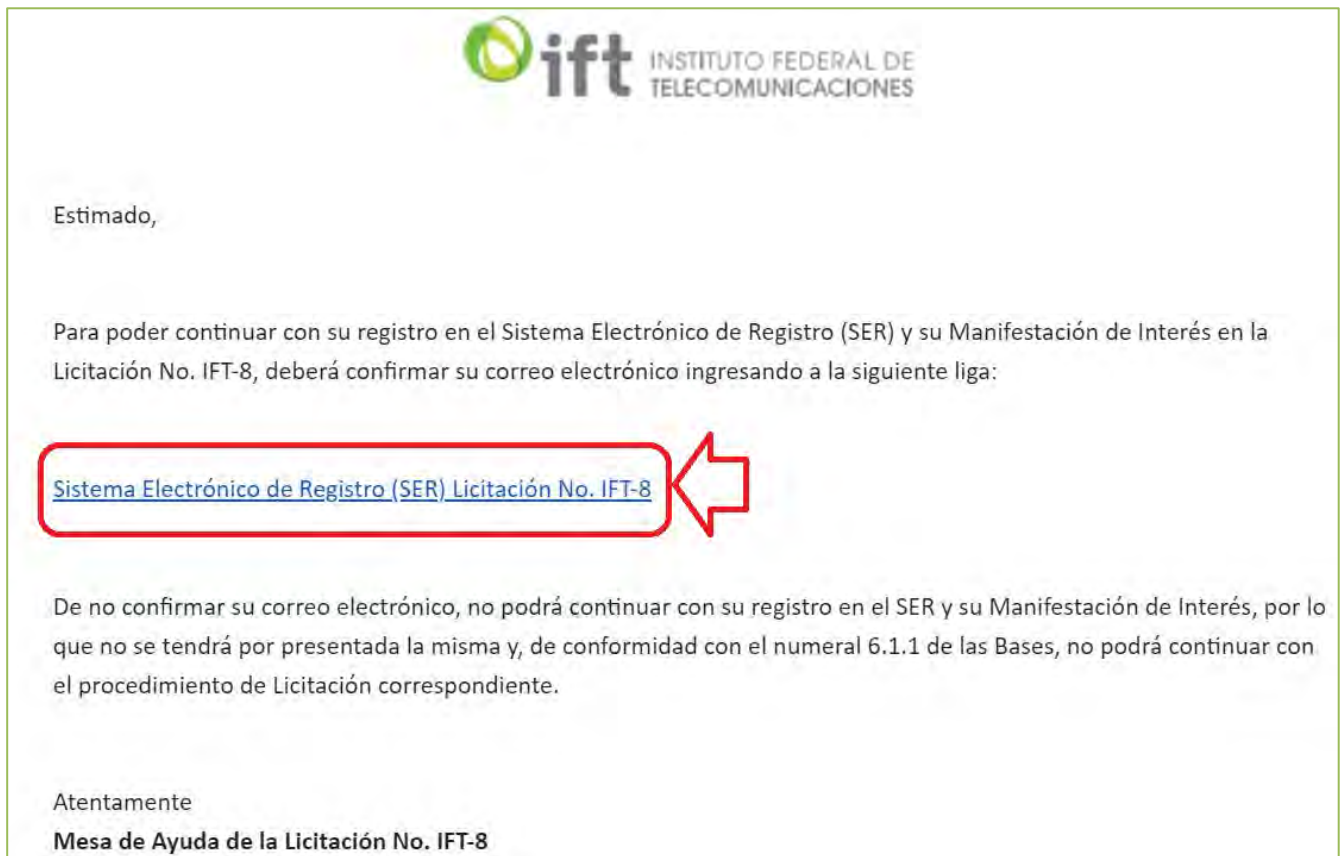 ift INSTITUTO FEDERAL DE
TELECOMUNICACIONES
Estimado,
Para poder continuar con su registro en el Sistema Electrónico de Registro (SER) y su Manifestación de Interés en la
Licitación No. IFT-8, deberá confirmar su correo electrónico ingresando a la siguiente liga:
Sistema Electrónico de Registro (SER) Licitación No. IFT-8
De no confirmar su correo electrónico, no podrá continuar con su registro en el SER y su Manifestación de Interés, por lo
que no se tendrá por presentada la misma y, de conformidad con el numeral 6.1.1 de las Bases, no podrá continuar con
el procedimiento de Licitación correspondiente.
Atentamente
Mesa de Ayuda de la Licitación No. IFT-8